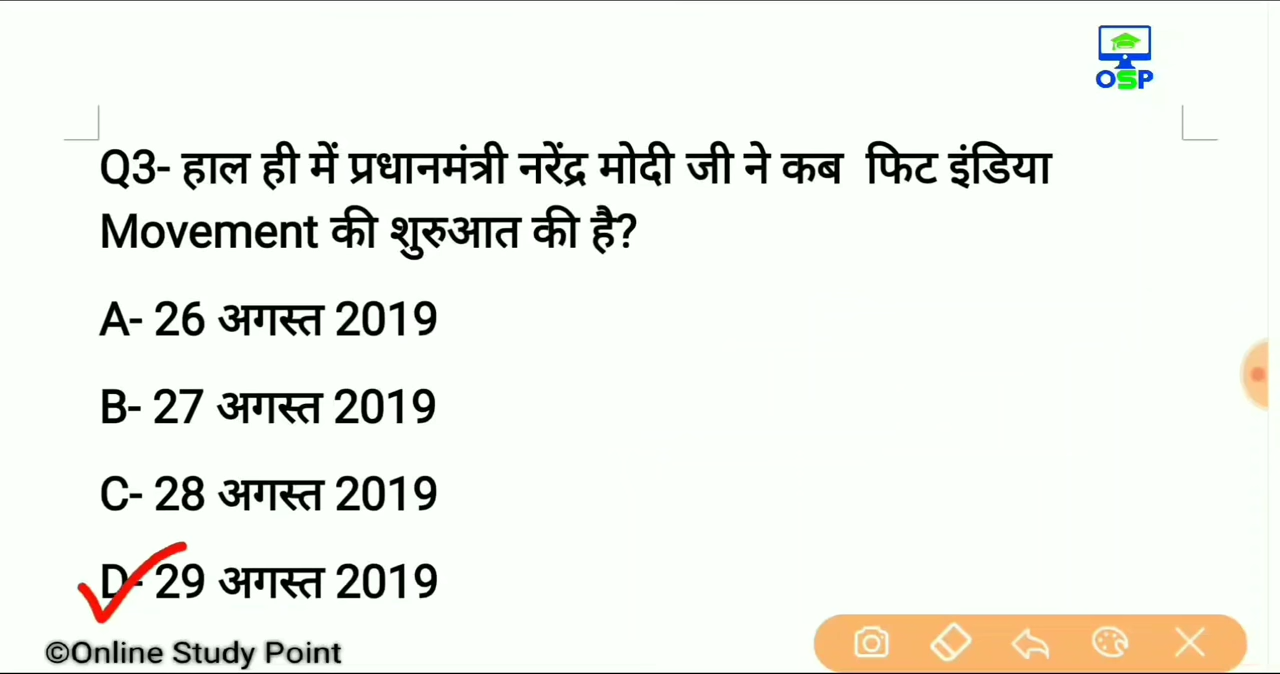 OSP
Q3- हाल ही में प्रधानमंत्री नरेंद्र मोदी जी ने कब फिट इंडिया
Movement की शुरुआत की है?
A- 26 अगस्त 2019
B- 27 अगस्त 2019
C- 28 अगस्त 2019
D- 29 अगस्त 2019
©Online Study Point